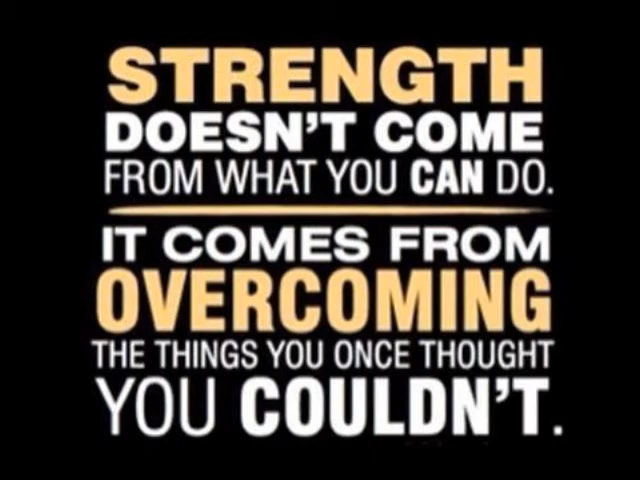 STRENGTH
DOESN'T COME
FROM WHAT YOU CAN DO.
IT COMES FROM
OVERCOMING
THE THINGS YOU ONCE THOUGHT
YOU COULDN'T.